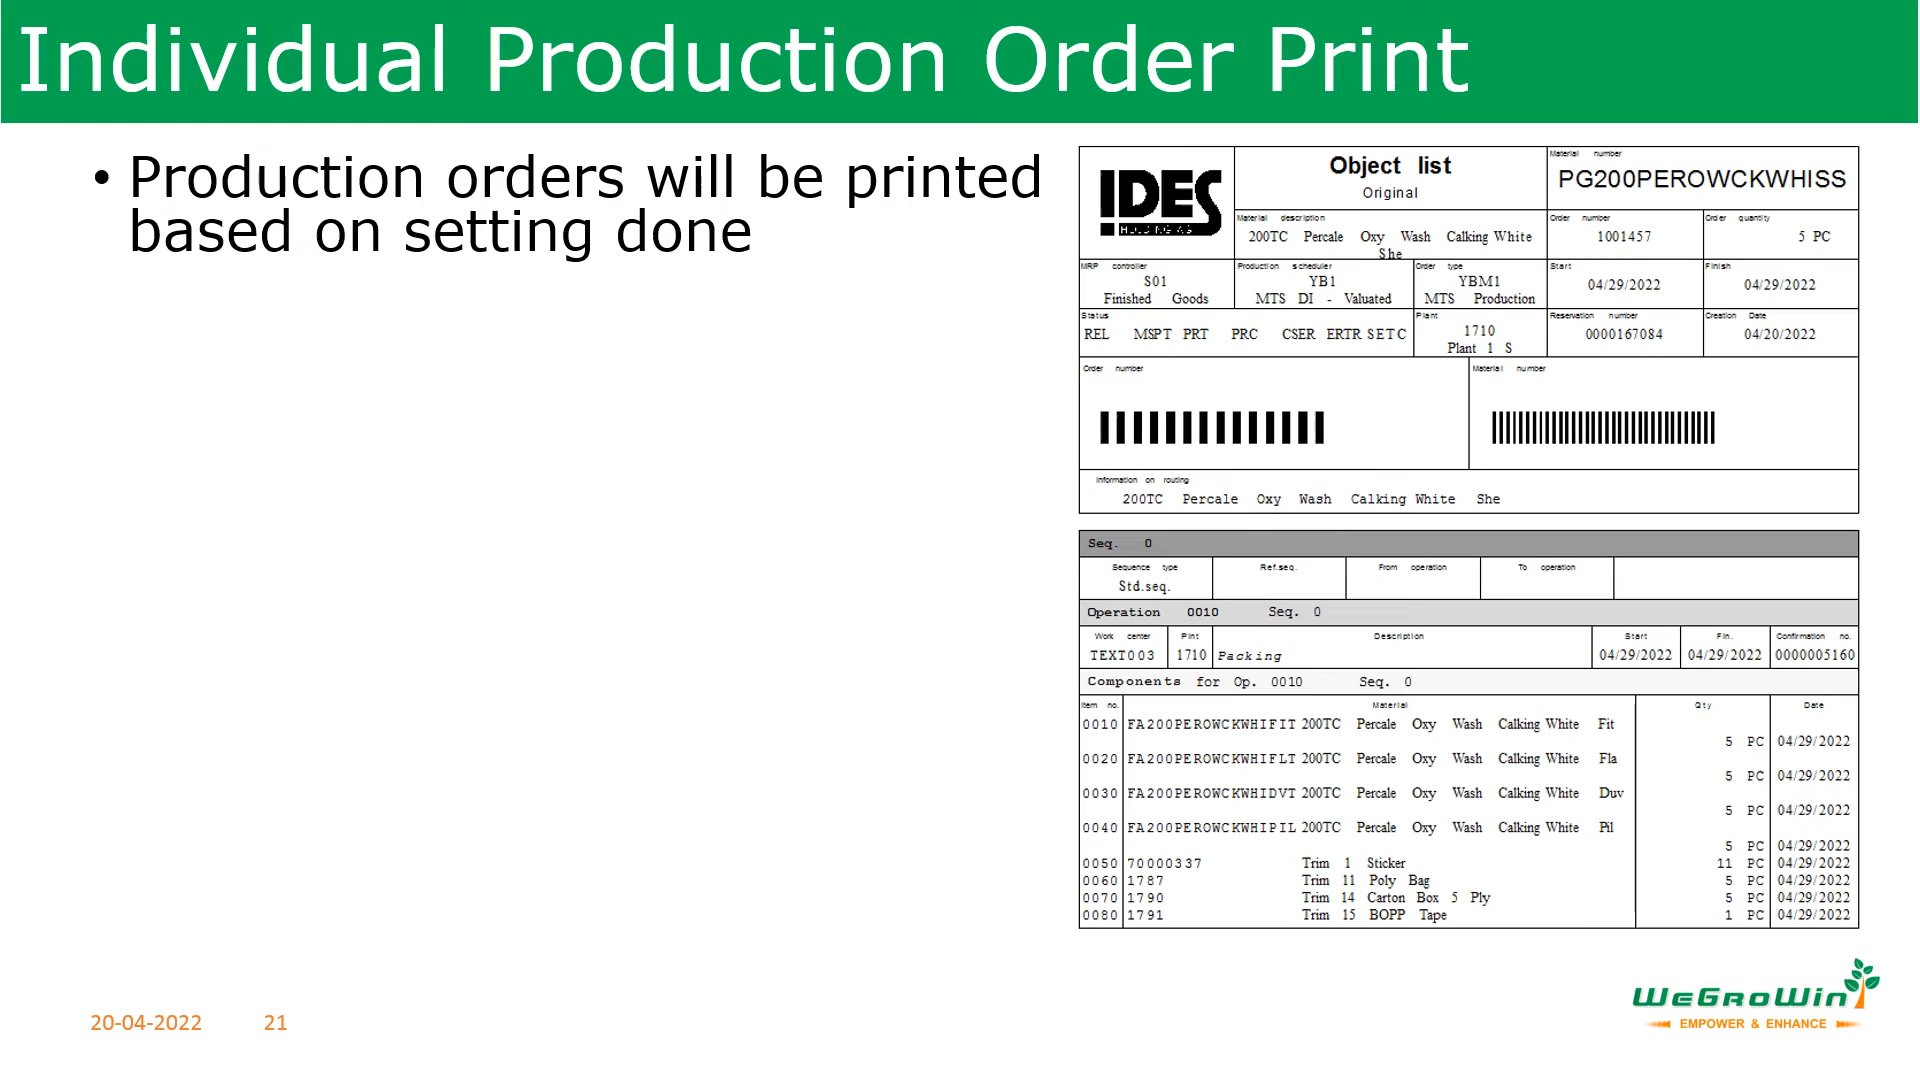 Individual Production Order Print
• Production orders will be printed
based on setting done
IDES
HOLDING AG
Object list
Original
Material number
PG200PEROWCKWHISS
Material description
200TC Percale Oxy Wash Calking White
She
Order number
1001457
Order quantity
5 PC
MRP controller
S01
Finished Goods
Production scheduler
YB1
MTS DI - Valuated
Order type
YBM1
MTS Production
Start
04/29/2022
Finish
04/29/2022
Status
REL MSPT PRT PRC CSER ERTR SETC
Plant
1710
Plant 1 S
Reservation number
0000167084
Creation Date
04/20/2022
Order number
Material number
Information on routing
200TC Percale Oxy Wash Calking White She
Seq. 0
Sequence type Ref.seq. From operation To operation
Std.seq.
Operation 0010 Seq. 0
Work center Plnt Description Start Fin. Confirmation no.
TEXT003 1710 Packing 04/29/2022 04/29/2022 0000005160
Components for Op. 0010 Seq. 0
Item no. Material Qty Date
0010 FA200PEROWCKWHIFIT 200TC Percale Oxy Wash Calking White Fit
5 PC 04/29/2022
0020 FA200PEROWCKWHIFLT 200TC Percale Oxy Wash Calking White Fla
5 PC 04/29/2022
0030 FA200PEROWCKWHIDVT 200TC Percale Oxy Wash Calking White Duv
5 PC 04/29/2022
0040 FA200PEROWCKWHIPIL 200TC Percale Oxy Wash Calking White Pil
5 PC 04/29/2022
0050 70000337 Trim 1 Sticker 11 PC 04/29/2022
0060 1787 Trim 11 Poly Bag 5 PC 04/29/2022
0070 1790 Trim 14 Carton Box 5 Ply 5 PC 04/29/2022
0080 1791 Trim 15 BOPP Tape 1 PC 04/29/2022
WeGroWin
EMPOWER & ENHANCE
20-04-2022 21